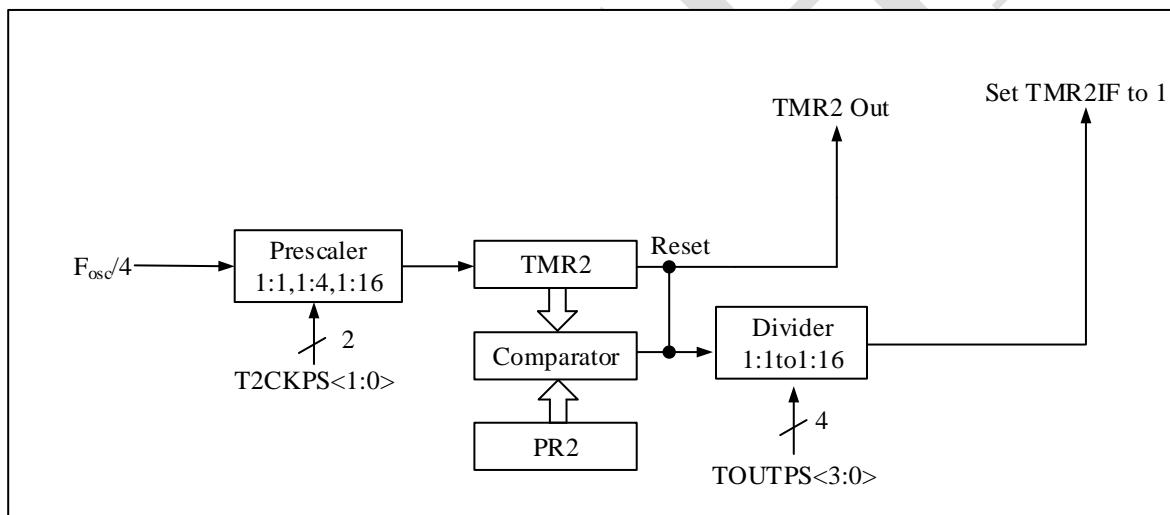 TMR2 Out
Set TMR2IF to 1
F_osc/4
Prescaler
1:1,1:4,1:16
2
T2CKPS<1:0>
TMR2
Reset
Comparator
PR2
Divider
1:1to1:16
4
TOUTPS<3:0>